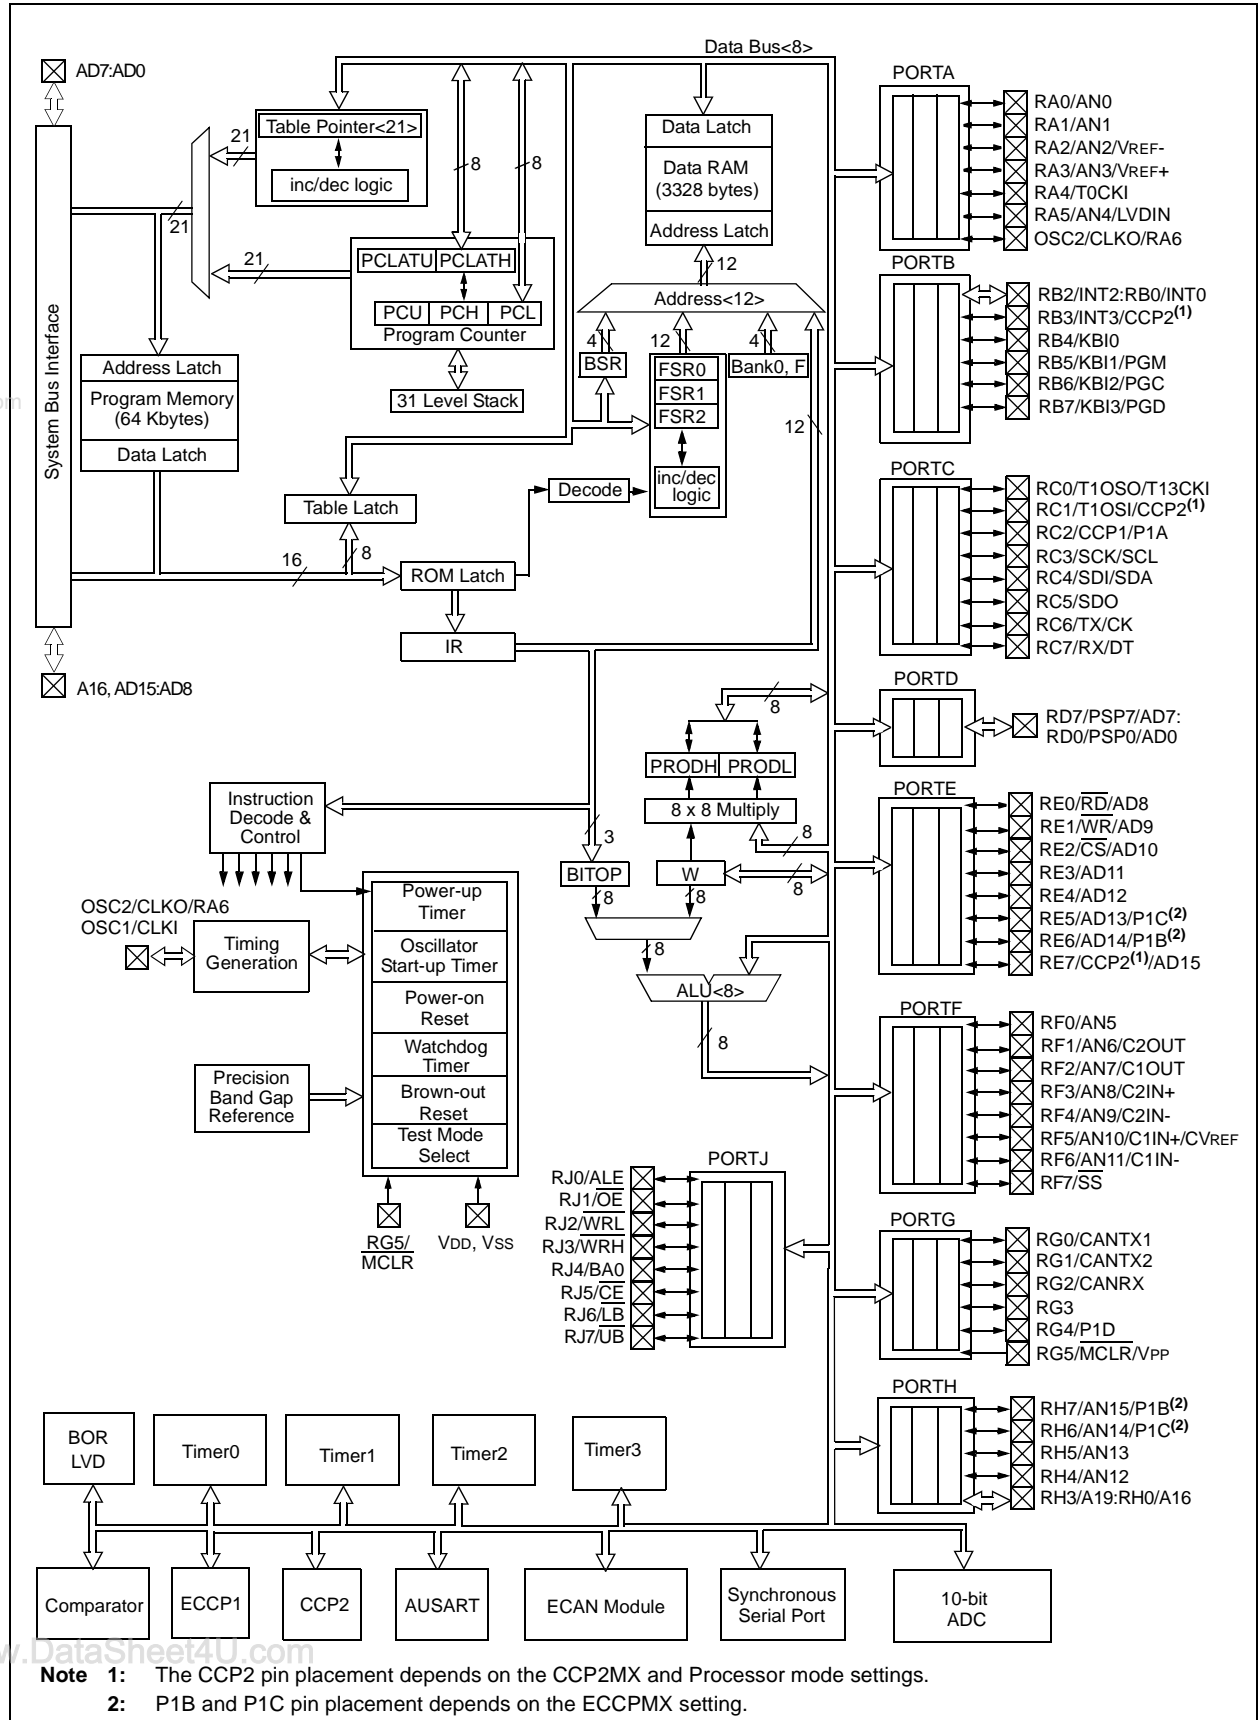 Data Bus<8>
AD7:AD0
Table Pointer<21>
inc/dec logic
21
21
21
8
8
PCLATU PCLATH
PCU PCH PCL
Program Counter
31 Level Stack
System Bus Interface
Address Latch
Program Memory
(64 Kbytes)
Data Latch
Data Latch
Data RAM
(3328 bytes)
Address Latch
12
Address<12>
4
12
4
BSR
FSR0
FSR1
FSR2
Bank0, F
12
inc/dec
logic
Decode
Table Latch
16
8
ROM Latch
IR
A16, AD15:AD8
8
PRODH PRODL
8 x 8 Multiply
8
3
BITOP
W
8
8
8
8
ALU<8>
8
Instruction
Decode &
Control
OSC2/CLKO/RA6
OSC1/CLKI
Timing
Generation
Power-up
Timer
Oscillator
Start-up Timer
Power-on
Reset
Watchdog
Timer
Brown-out
Reset
Test Mode
Select
Precision
Band Gap
Reference
RG5/
MCLR
VDD, VSS
PORTA
RA0/AN0
RA1/AN1
RA2/AN2/VREF-
RA3/AN3/VREF+
RA4/T0CKI
RA5/AN4/LVDIN
OSC2/CLKO/RA6
PORTB
RB2/INT2:RB0/INT0
RB3/INT3/CCP2(1)
RB4/KBI0
RB5/KBI1/PGM
RB6/KBI2/PGC
RB7/KBI3/PGD
PORTC
RC0/T1OSO/T13CKI
RC1/T1OSI/CCP2(1)
RC2/CCP1/P1A
RC3/SCK/SCL
RC4/SDI/SDA
RC5/SDO
RC6/TX/CK
RC7/RX/DT
PORTD
RD7/PSP7/AD7:
RD0/PSP0/AD0
PORTE
RE0/RD/AD8
RE1/WR/AD9
RE2/CS/AD10
RE3/AD11
RE4/AD12
RE5/AD13/P1C(2)
RE6/AD14/P1B(2)
RE7/CCP2(1)/AD15
PORTF
RF0/AN5
RF1/AN6/C2OUT
RF2/AN7/C1OUT
RF3/AN8/C2IN+
RF4/AN9/C2IN-
RF5/AN10/C1IN+/CVREF
RF6/AN11/C1IN-
RF7/SS
PORTJ
RJ0/ALE
RJ1/OE
RJ2/WRL
RJ3/WRH
RJ4/BA0
RJ5/CE
RJ6/LB
RJ7/UB
PORTG
RG0/CANTX1
RG1/CANTX2
RG2/CANRX
RG3
RG4/P1D
RG5/MCLR/VPP
PORTH
RH7/AN15/P1B(2)
RH6/AN14/P1C(2)
RH5/AN13
RH4/AN12
RH3/A19:RH0/A16
BOR
LVD
Timer0
Timer1
Timer2
Timer3
Comparator
ECCP1
CCP2
AUSART
ECAN Module
Synchronous
Serial Port
10-bit
ADC
om
w.DataSheet4U.com
Note 1: The CCP2 pin placement depends on the CCP2MX and Processor mode settings.
2: P1B and P1C pin placement depends on the ECCPMX setting.